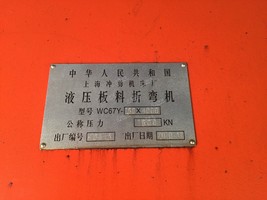 中华人民共和国
上海冲剪机床厂
液压板料折弯机
型号 WC67Y-
公称压力 KN
出厂编号 出厂日期